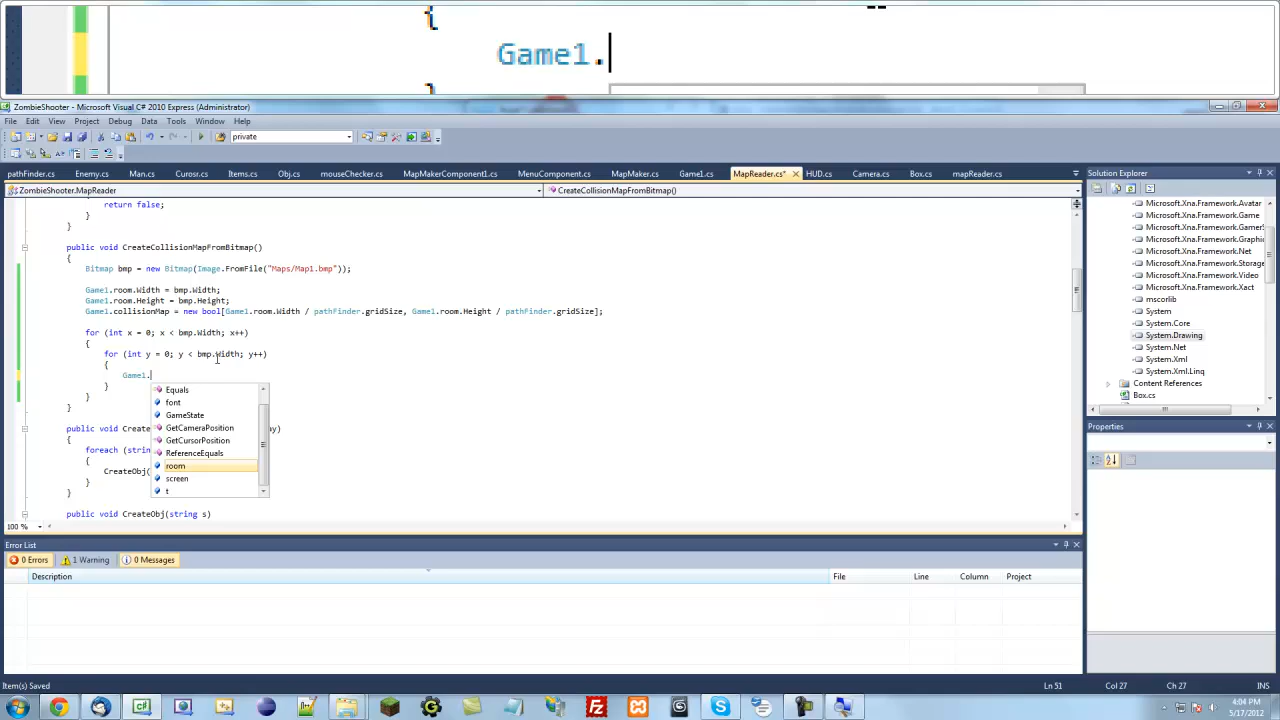 {
Game1.
}
ZombieShooter - Microsoft Visual C# 2010 Express (Administrator)
File Edit View Project Debug Data Tools Window Help
private
pathFinder.cs Enemy.cs Man.cs Curosr.cs Items.cs Obj.cs mouseChecker.cs MapMakerComponent1.cs MenuComponent.cs MapMaker.cs Game1.cs MapReader.cs* HUD.cs Camera.cs Box.cs mapReader.cs
ZombieShooter.MapReader CreateCollisionMapFromBitmap()
return false;
}
}
public void CreateCollisionMapFromBitmap()
{
Bitmap bmp = new Bitmap(Image.FromFile("Maps/Map1.bmp"));
Game1.room.Width = bmp.Width;
Game1.room.Height = bmp.Height;
Game1.collisionMap = new bool[Game1.room.Width / pathFinder.gridSize, Game1.room.Height / pathFinder.gridSize];
for (int x = 0; x < bmp.Width; x++)
{
for (int y = 0; y < bmp.Width; y++)
{
Game1.
}
}
}
Equals
font
GameState
GetCameraPosition
GetCursorPosition
ReferenceEquals
room
screen
t
public void Creat ay)
{
foreach (string
{
CreateObj(
}
}
public void CreateObj(string s)
100 %
Solution Explorer
Microsoft.Xna.Framework.Avatar
Microsoft.Xna.Framework.Game
Microsoft.Xna.Framework.GamerS
Microsoft.Xna.Framework.Graphic
Microsoft.Xna.Framework.Net
Microsoft.Xna.Framework.Storage
Microsoft.Xna.Framework.Video
Microsoft.Xna.Framework.Xact
mscorlib
System
System.Core
System.Drawing
System.Net
System.Xml
System.Xml.Linq
Content References
Box.cs
Properties
Error List
0 Errors 1 Warning 0 Messages
Description File Line Column Project
Item(s) Saved Ln 51 Col 27 Ch 27 INS
4:04 PM
5/17/2012